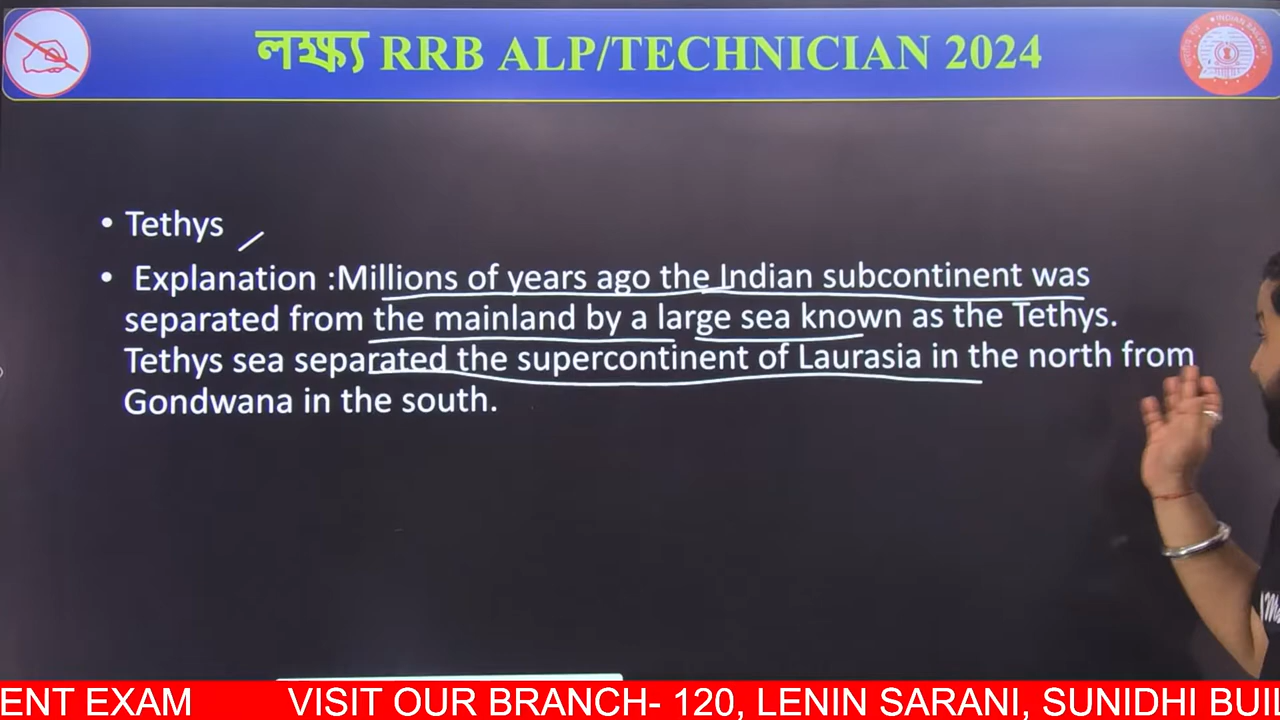 লক্ষ্য RRB ALP/TECHNICIAN 2024
• Tethys
• Explanation :Millions of years ago the Indian subcontinent was
separated from the mainland by a large sea known as the Tethys.
Tethys sea separated the supercontinent of Laurasia in the north from
Gondwana in the south.
ENT EXAM VISIT OUR BRANCH- 120, LENIN SARANI, SUNIDHI BUI